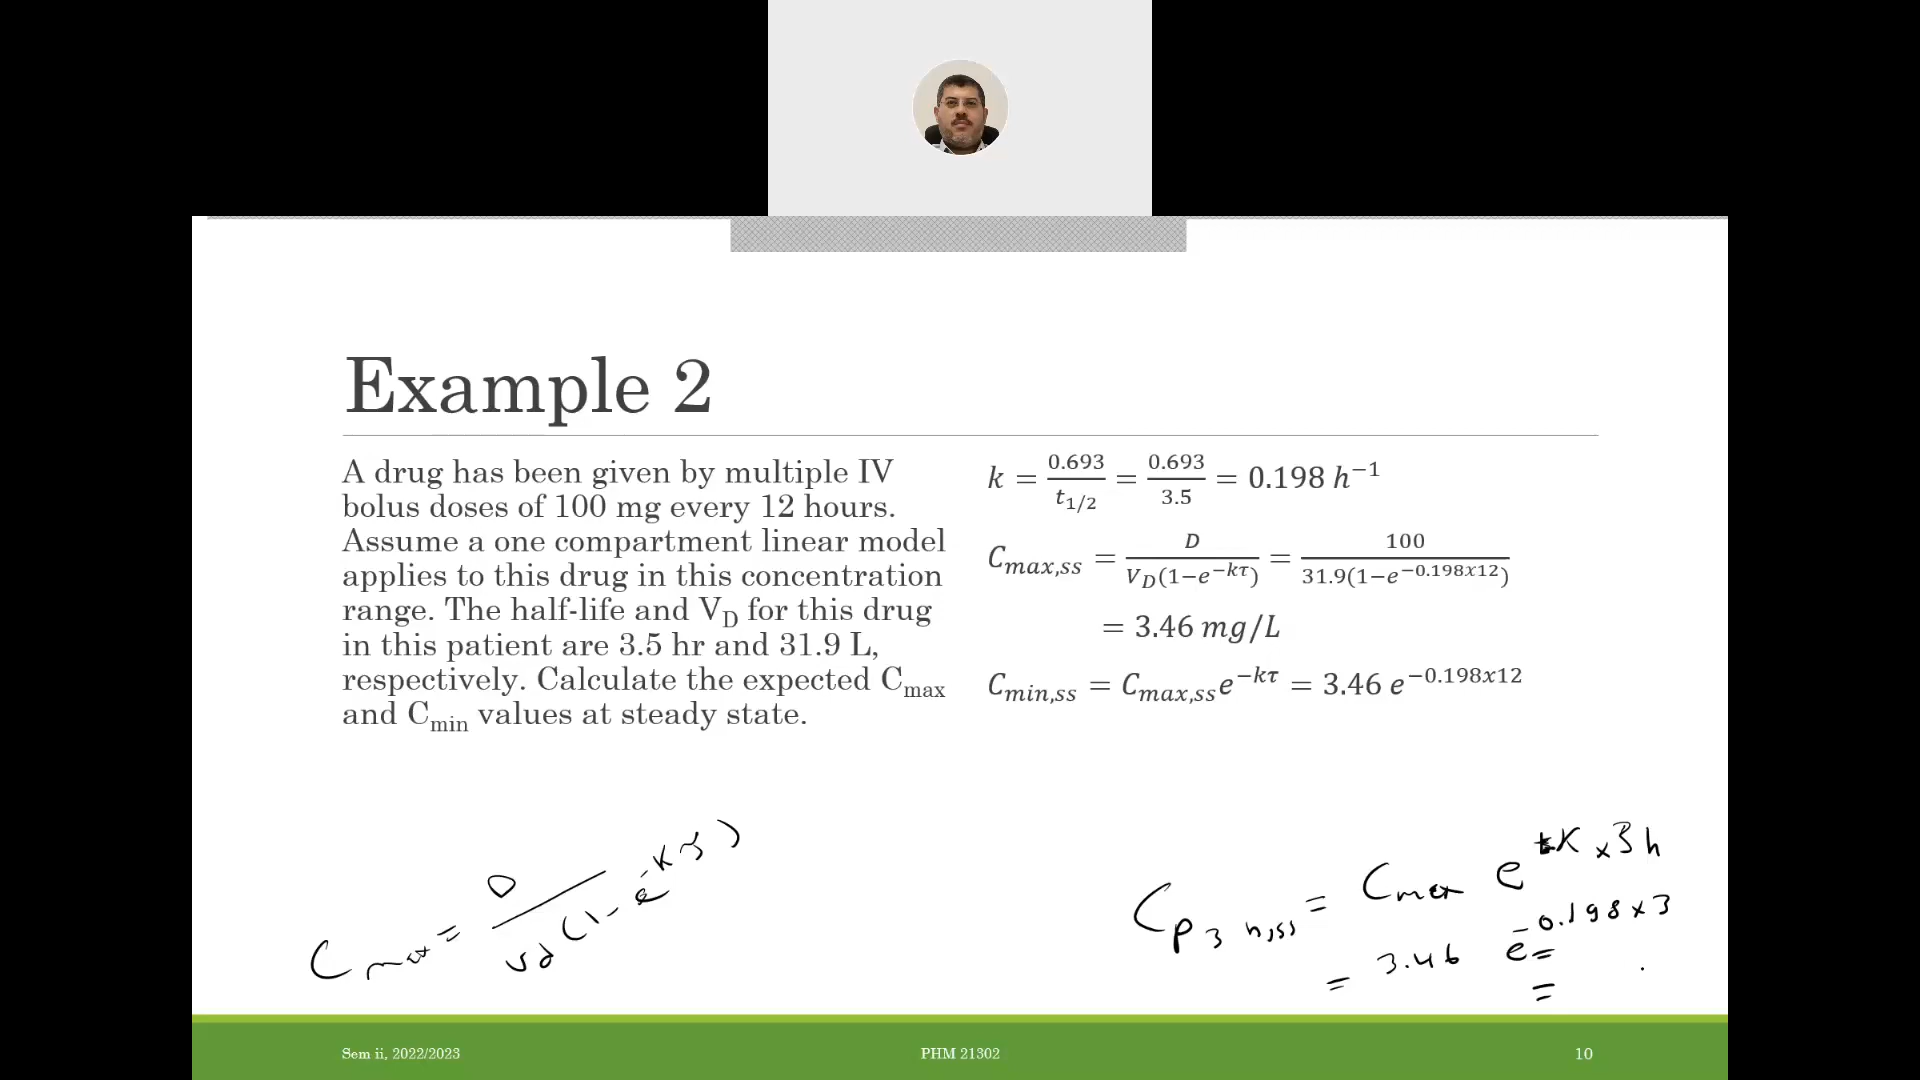 Example 2
A drug has been given by multiple IV
bolus doses of 100 mg every 12 hours.
Assume a one compartment linear model
applies to this drug in this concentration
range. The half-life and V_D for this drug
in this patient are 3.5 hr and 31.9 L,
respectively. Calculate the expected C_max
and C_min values at steady state.
k = 0.693/t_1/2 = 0.693/3.5 = 0.198 h^−1
C_max,ss = D/(V_D(1−e^−kτ)) = 100/(31.9(1−e^−0.198x12))
= 3.46 mg/L
C_min,ss = C_max,ss e^−kτ = 3.46 e^−0.198x12
C_max = D/(Vd(1-e^-Kτ))
C_p 3 h,ss = C_max e^-K x 3h
= 3.46 e^-0.198 x 3
=
Sem ii, 2022/2023
PHM 21302
10